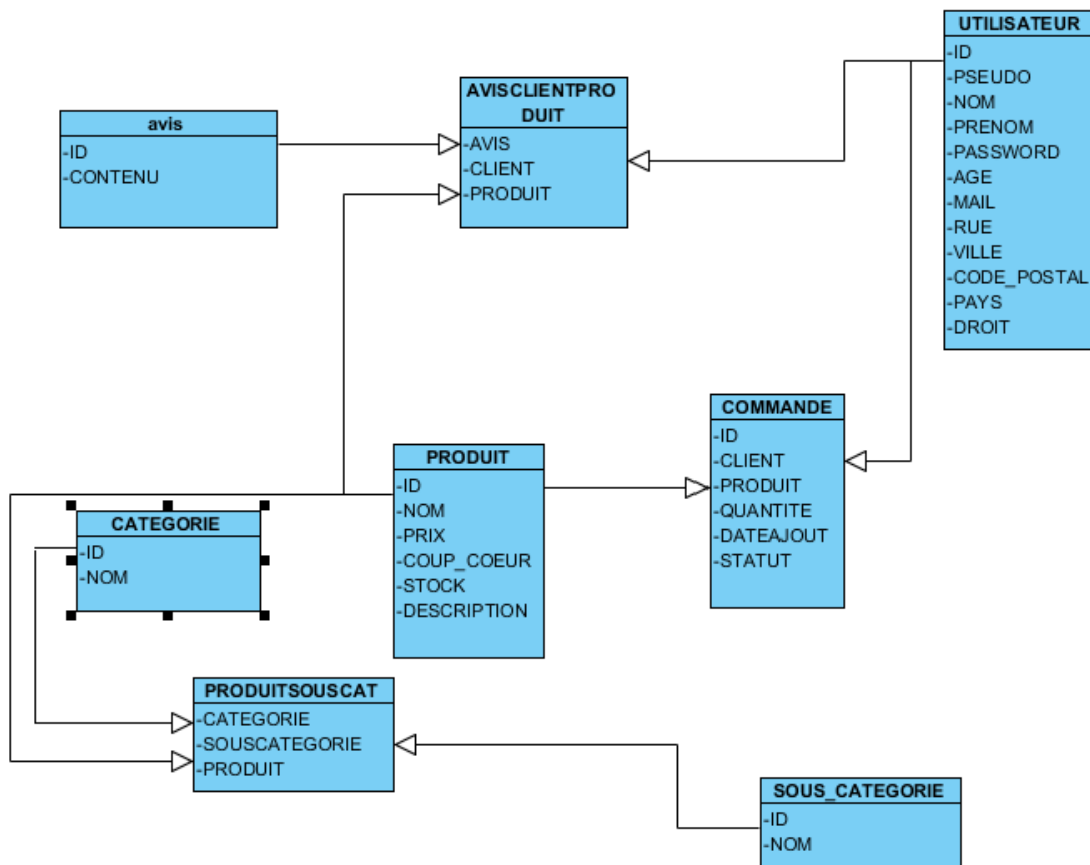 UTILISATEUR
-ID
-PSEUDO
-NOM
-PRENOM
-PASSWORD
-AGE
-MAIL
-RUE
-VILLE
-CODE_POSTAL
-PAYS
-DROIT
AVISCLIENTPRO
DUIT
-AVIS
-CLIENT
-PRODUIT
avis
-ID
-CONTENU
COMMANDE
-ID
-CLIENT
-PRODUIT
-QUANTITE
-DATEAJOUT
-STATUT
PRODUIT
-ID
-NOM
-PRIX
-COUP_COEUR
-STOCK
-DESCRIPTION
CATEGORIE
-ID
-NOM
PRODUITSOUSCAT
-CATEGORIE
-SOUSCATEGORIE
-PRODUIT
SOUS_CATEGORIE
-ID
-NOM